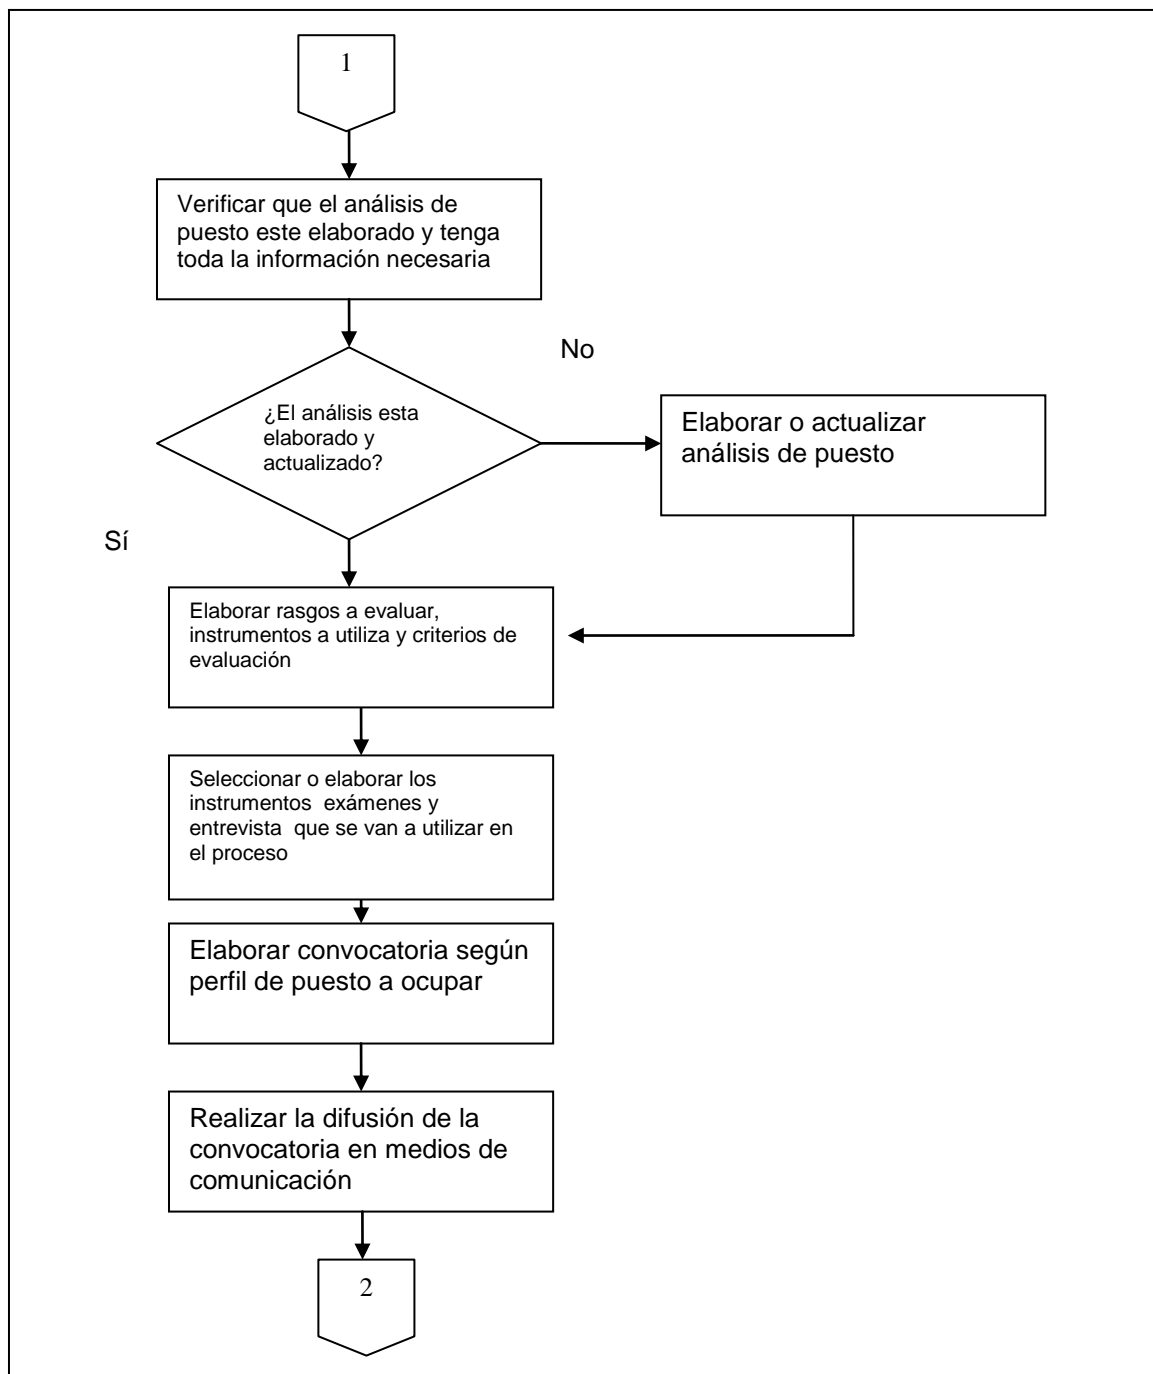 1
Verificar que el análisis de
puesto este elaborado y tenga
toda la información necesaria
No
¿El análisis esta
elaborado y
actualizado?
Elaborar o actualizar
análisis de puesto
Sí
Elaborar rasgos a evaluar,
instrumentos a utiliza y criterios de
evaluación
Seleccionar o elaborar los
instrumentos  exámenes y
entrevista  que se van a utilizar en
el proceso
Elaborar convocatoria según
perfil de puesto a ocupar
Realizar la difusión de la
convocatoria en medios de
comunicación
2